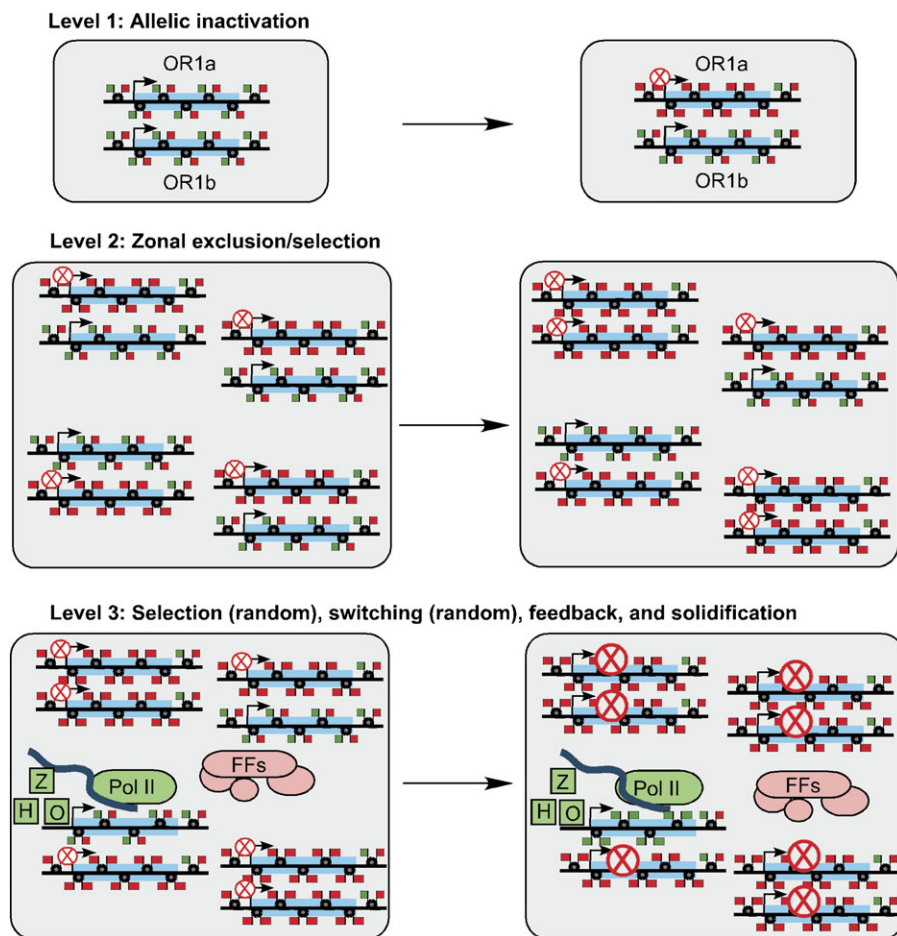 Level 1: Allelic inactivation
OR1a
OR1b
OR1a
OR1b
Level 2: Zonal exclusion/selection
Level 3: Selection (random), switching (random), feedback, and solidification
Z
H
O
Pol II
FFs
Z
H
O
Pol II
FFs